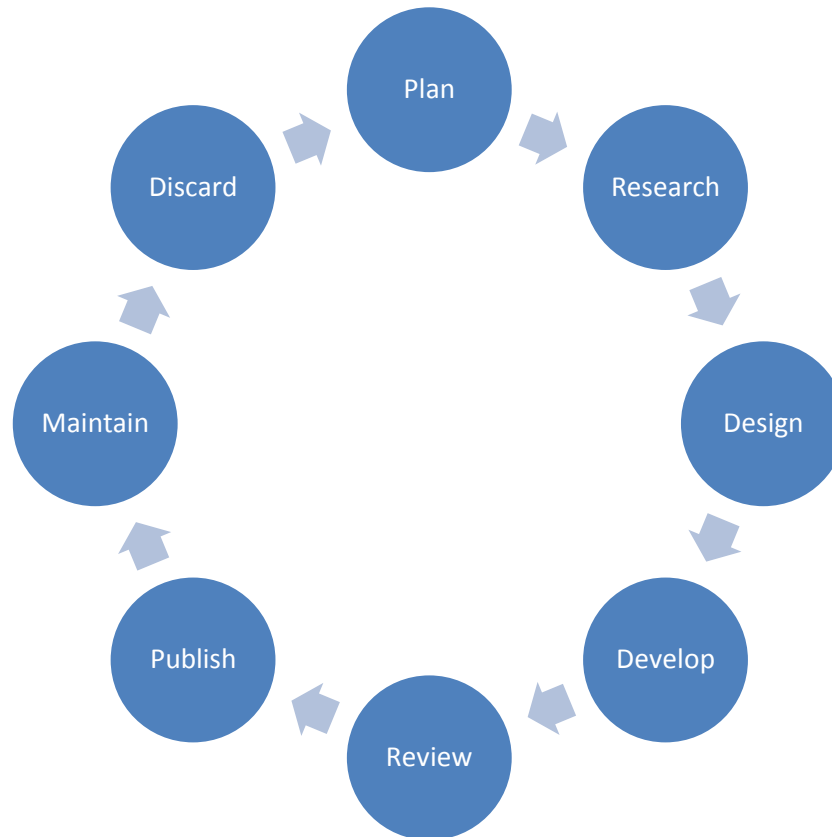 Plan
Research
Design
Develop
Review
Publish
Maintain
Discard